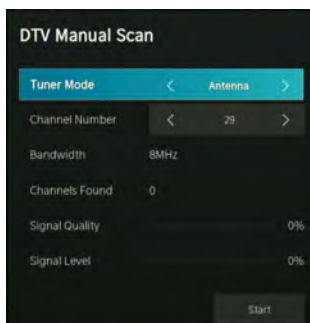 DTV Manual Scan
Tuner Mode < Antenna >
Channel Number < 29 >
Bandwidth 8MHz
Channels Found 0
Signal Quality 0%
Signal Level 0%
Start